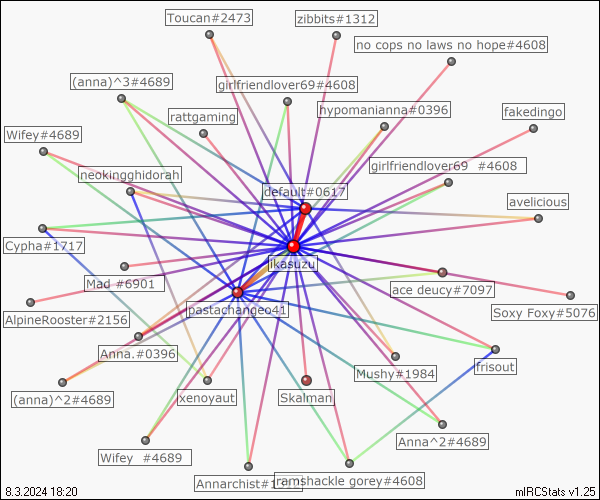 Toucan#2473
zibbits#1312
no cops no laws no hope#4608
(anna)^3#4689
girlfriendlover69#4608
hypomanianna#0396
rattgaming
fakedingo
Wifey#4689
neokingghidorah
girlfriendlover69 #4608
default#0617
avelicious
Cypha#1717
jikasuzu
Mad #6901
ace deucy#7097
AlpineRooster#2156
pastachangeo41
Soxy Foxy#5076
Anna.#0396
Mushy#1984
frisout
(anna)^2#4689
xenoyaut
Skalman
Wifey #4689
Anna^2#4689
Annarchist#1312
ramshackle gorey#4608
8.3.2024 18:20
mIRCStats v1.25